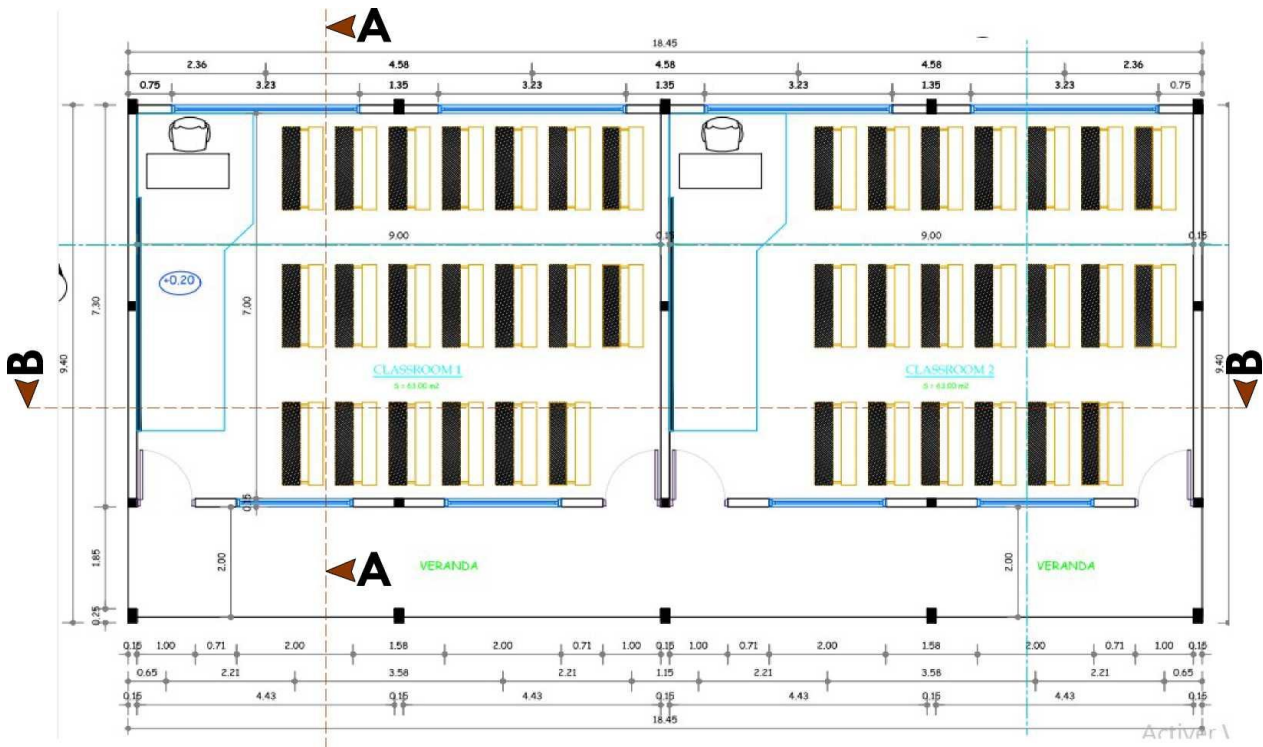 A
18.45
2.36 4.58 4.58 4.58 2.36
0.75 3.23 1.35 3.23 1.35 3.23 1.35 3.23 0.75
9.00 0.15 9.00 0.15
+0.20
7.30
7.00
9.40
B
B
9.40
CLASSROOM 1
S = 63.00 m2
CLASSROOM 2
S = 63.00 m2
0.15
1.85
2.00
2.00
0.25
A
VERANDA
VERANDA
0.15 1.00 0.71 2.00 1.58 2.00 0.71 1.00 0.15 1.00 0.71 2.00 1.58 2.00 0.71 1.00 0.15
0.65 2.21 3.58 2.21 1.15 2.21 3.58 2.21 0.65
0.15 4.43 0.15 4.43 0.15 4.43 0.15 4.43 0.15
18.45
Activer